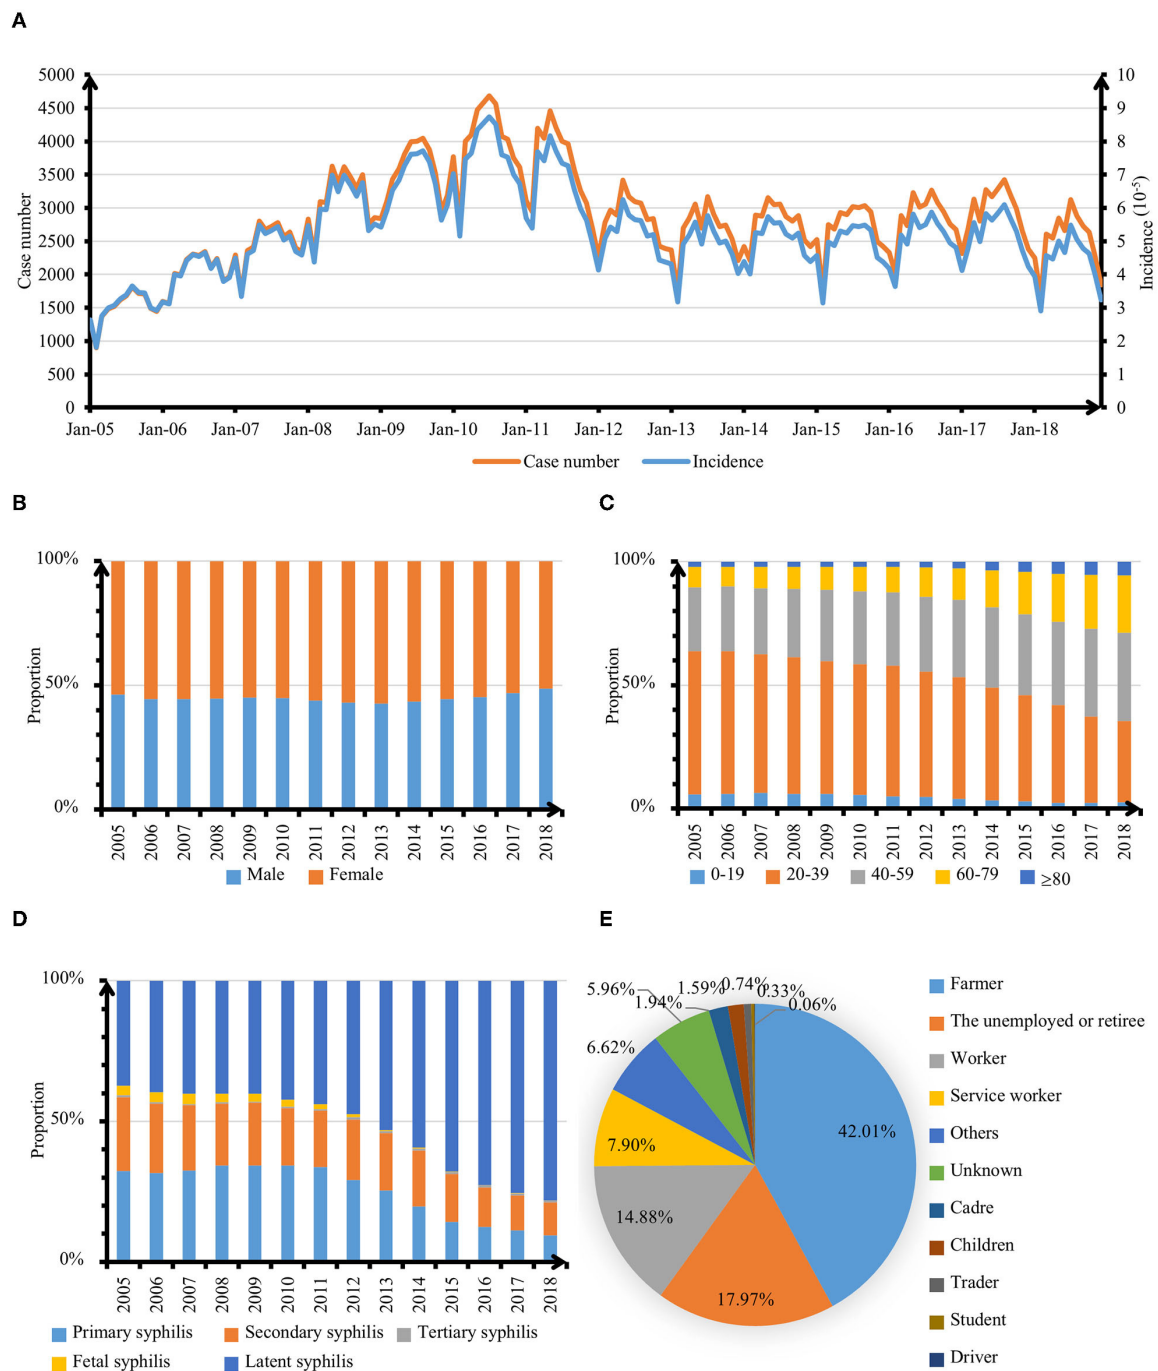 A
Case number
5000
4500
4000
3500
3000
2500
2000
1500
1000
500
0
10
9
8
7
6
5
4
3
2
1
0
Incidence (10⁻⁵)
Jan-05 Jan-06 Jan-07 Jan-08 Jan-09 Jan-10 Jan-11 Jan-12 Jan-13 Jan-14 Jan-15 Jan-16 Jan-17 Jan-18
Case number Incidence
B
Proportion
100%
50%
0%
2005 2006 2007 2008 2009 2010 2011 2012 2013 2014 2015 2016 2017 2018
Male Female
C
Proportion
100%
50%
0%
2005 2006 2007 2008 2009 2010 2011 2012 2013 2014 2015 2016 2017 2018
0-19 20-39 40-59 60-79 ≥80
D
Proportion
100%
50%
0%
2005 2006 2007 2008 2009 2010 2011 2012 2013 2014 2015 2016 2017 2018
Primary syphilis Secondary syphilis Tertiary syphilis
Fetal syphilis Latent syphilis
E
5.96% 1.94% 1.59% 0.74% 0.33%
0.06%
6.62%
42.01%
7.90%
14.88%
17.97%
Farmer
The unemployed or retiree
Worker
Service worker
Others
Unknown
Cadre
Children
Trader
Student
Driver